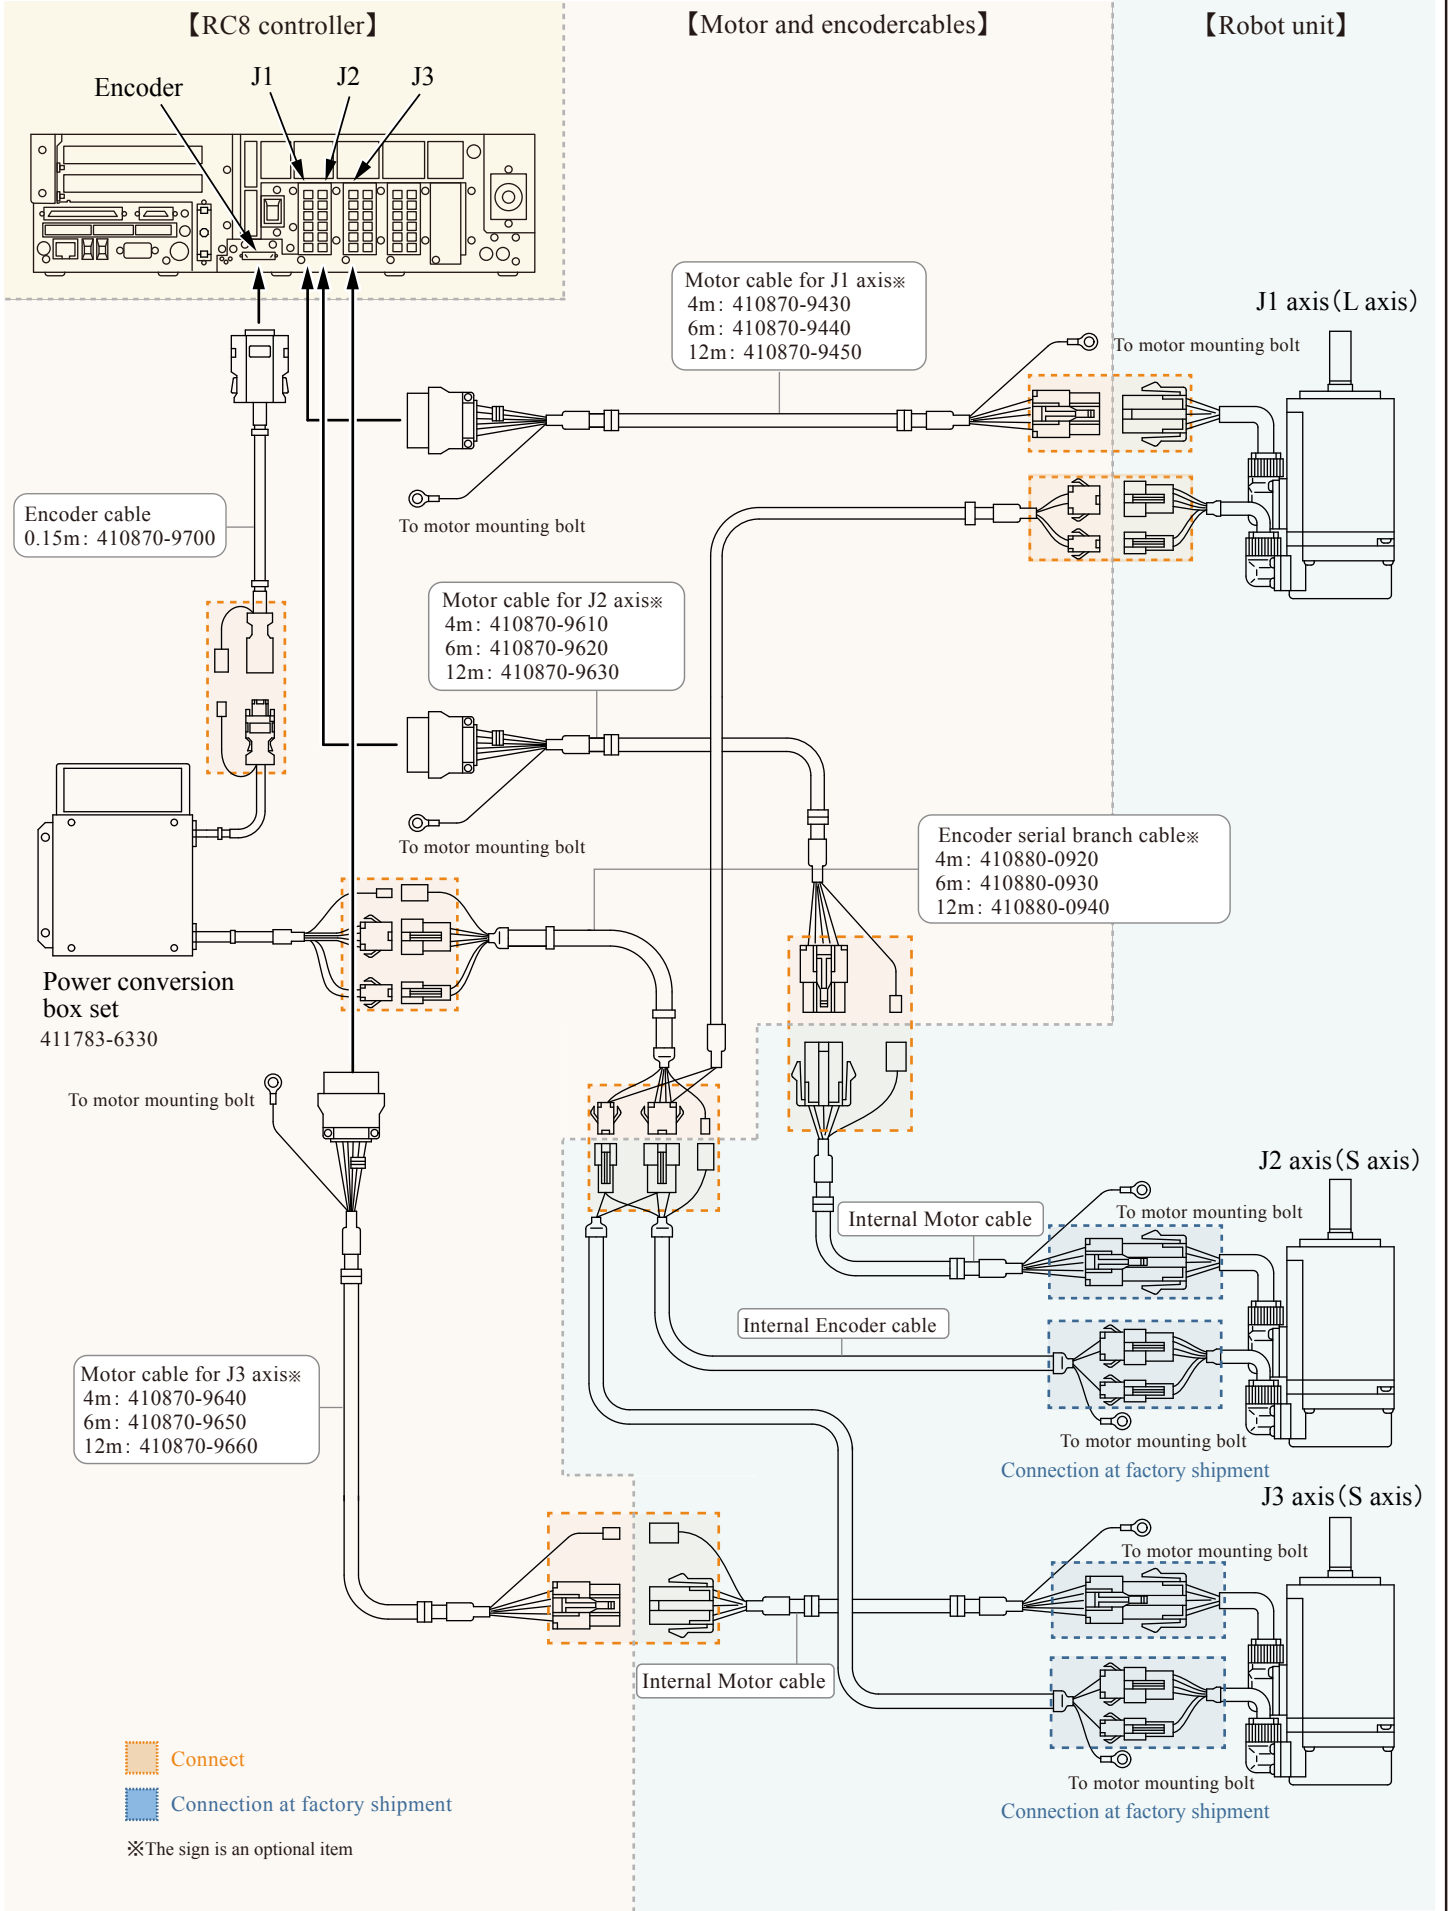 【RC8 controller】
【Motor and encodercables】
【Robot unit】
Encoder
J1
J2
J3
Motor cable for J1 axis※
4m: 410870-9430
6m: 410870-9440
12m: 410870-9450
J1 axis(L axis)
To motor mounting bolt
To motor mounting bolt
Encoder cable
0.15m: 410870-9700
Motor cable for J2 axis※
4m: 410870-9610
6m: 410870-9620
12m: 410870-9630
To motor mounting bolt
Encoder serial branch cable※
4m: 410880-0920
6m: 410880-0930
12m: 410880-0940
Power conversion
box set
411783-6330
To motor mounting bolt
J2 axis(S axis)
To motor mounting bolt
Internal Motor cable
Internal Encoder cable
Motor cable for J3 axis※
4m: 410870-9640
6m: 410870-9650
12m: 410870-9660
To motor mounting bolt
Connection at factory shipment
J3 axis(S axis)
To motor mounting bolt
Internal Motor cable
To motor mounting bolt
Connection at factory shipment
Connect
Connection at factory shipment
※The sign is an optional item